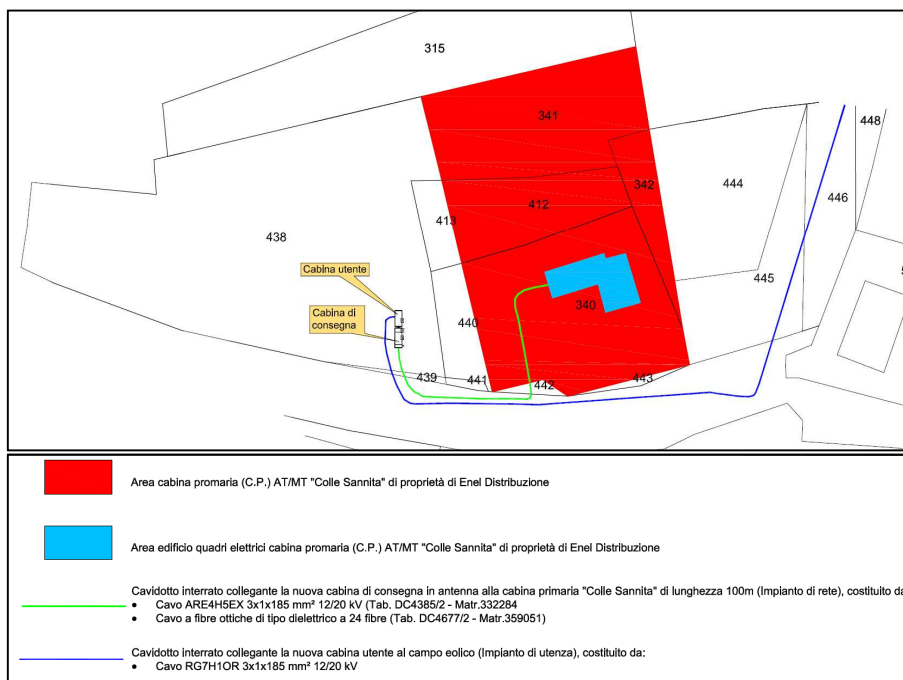 315
341
448
342
444
446
412
413
438
445
Cabina utente
340
Cabina di
consegna
440
439
441
442
443
Area cabina promaria (C.P.) AT/MT "Colle Sannita" di proprietà di Enel Distribuzione
Area edificio quadri elettrici cabina promaria (C.P.) AT/MT "Colle Sannita" di proprietà di Enel Distribuzione
Cavidotto interrato collegante la nuova cabina di consegna in antenna alla cabina primaria "Colle Sannita" di lunghezza 100m (Impianto di rete), costituito da
• Cavo ARE4H5EX 3x1x185 mm² 12/20 kV (Tab. DC4385/2 - Matr.332284
• Cavo a fibre ottiche di tipo dielettrico a 24 fibre (Tab. DC4677/2 - Matr.359051)
Cavidotto interrato collegante la nuova cabina utente al campo eolico (Impianto di utenza), costituito da:
• Cavo RG7H1OR 3x1x185 mm² 12/20 kV